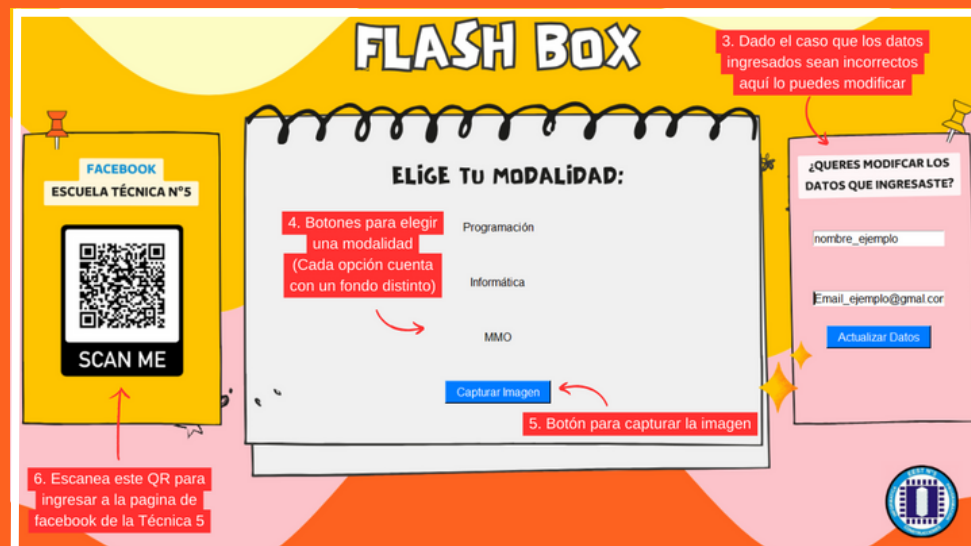 FLASH BOX
3. Dado el caso que los datos
ingresados sean incorrectos
aquí lo puedes modificar
FACEBOOK
ESCUELA TÉCNICA N°5
SCAN ME
6. Escanea este QR para
ingresar a la pagina de
facebook de la Técnica 5
ELiGE TU MODALiDAD:
4. Botones para elegir
una modalidad
(Cada opción cuenta
con un fondo distinto)
Programación
Informática
MMO
Capturar Imagen
5. Botón para capturar la imagen
¿QUERES MODIFCAR LOS
DATOS QUE INGRESASTE?
nombre_ejemplo
Email_ejemplo@gmal.cor
Actualizar Datos